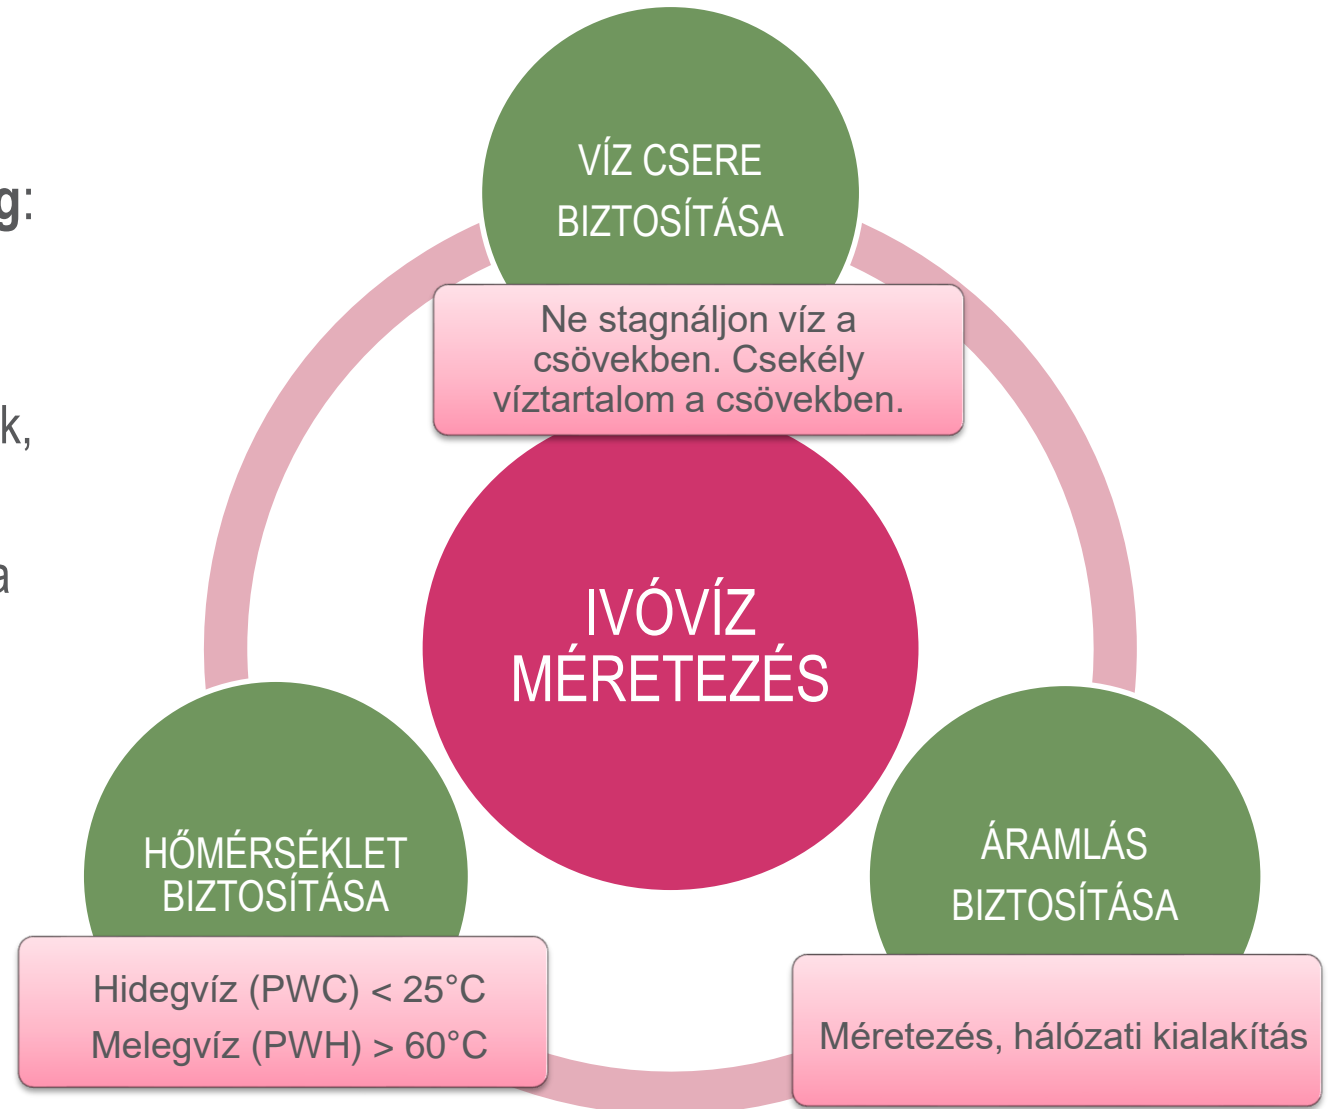 g:
k,
a
VÍZ CSERE
BIZTOSÍTÁSA
Ne stagnáljon víz a
csövekben. Csekély
víztartalom a csövekben.
IVÓVÍZ
MÉRETEZÉS
HŐMÉRSÉKLET
BIZTOSÍTÁSA
Hidegvíz (PWC) < 25°C
Melegvíz (PWH) > 60°C
ÁRAMLÁS
BIZTOSÍTÁSA
Méretezés, hálózati kialakítás